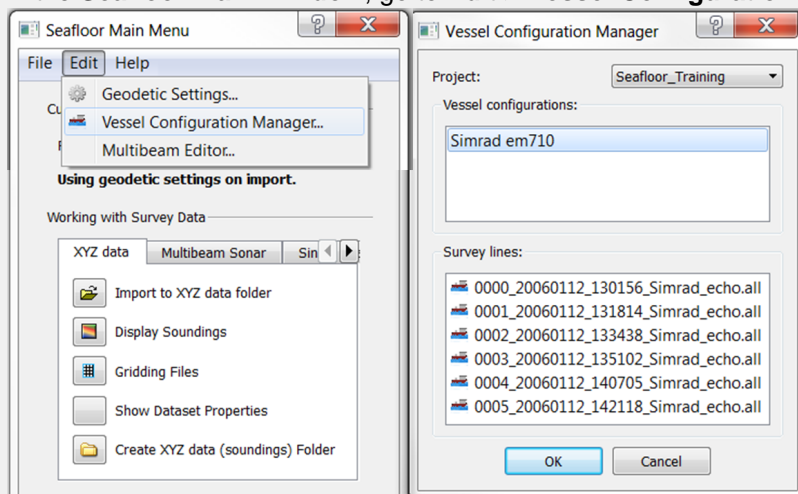 Seafloor Main Menu
File Edit Help
Geodetic Settings...
Vessel Configuration Manager...
Multibeam Editor...
Using geodetic settings on import.
Working with Survey Data
XYZ data Multibeam Sonar Sin
Import to XYZ data folder
Display Soundings
Gridding Files
Show Dataset Properties
Create XYZ data (soundings) Folder
Vessel Configuration Manager
Project: Seafloor_Training
Vessel configurations:
Simrad em710
Survey lines:
0000_20060112_130156_Simrad_echo.all
0001_20060112_131814_Simrad_echo.all
0002_20060112_133438_Simrad_echo.all
0003_20060112_135102_Simrad_echo.all
0004_20060112_140705_Simrad_echo.all
0005_20060112_142118_Simrad_echo.all
OK Cancel